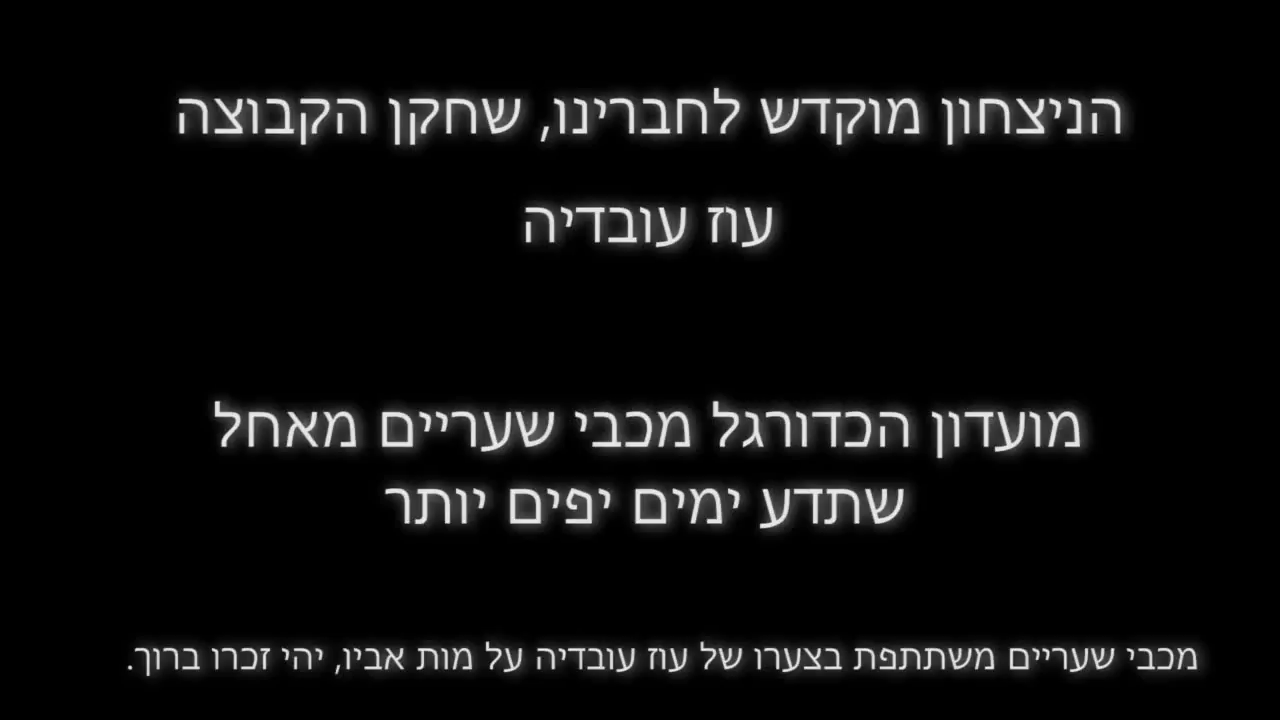 הניצחון מוקדש לחברינו, שחקן הקבוצה
עוז עובדיה
מועדון הכדורגל מכבי שעריים מאחל
שתדע ימים יפים יותר
מכבי שעריים משתתפת בצערו של עוז עובדיה על מות אביו, יהי זכרו ברוך.